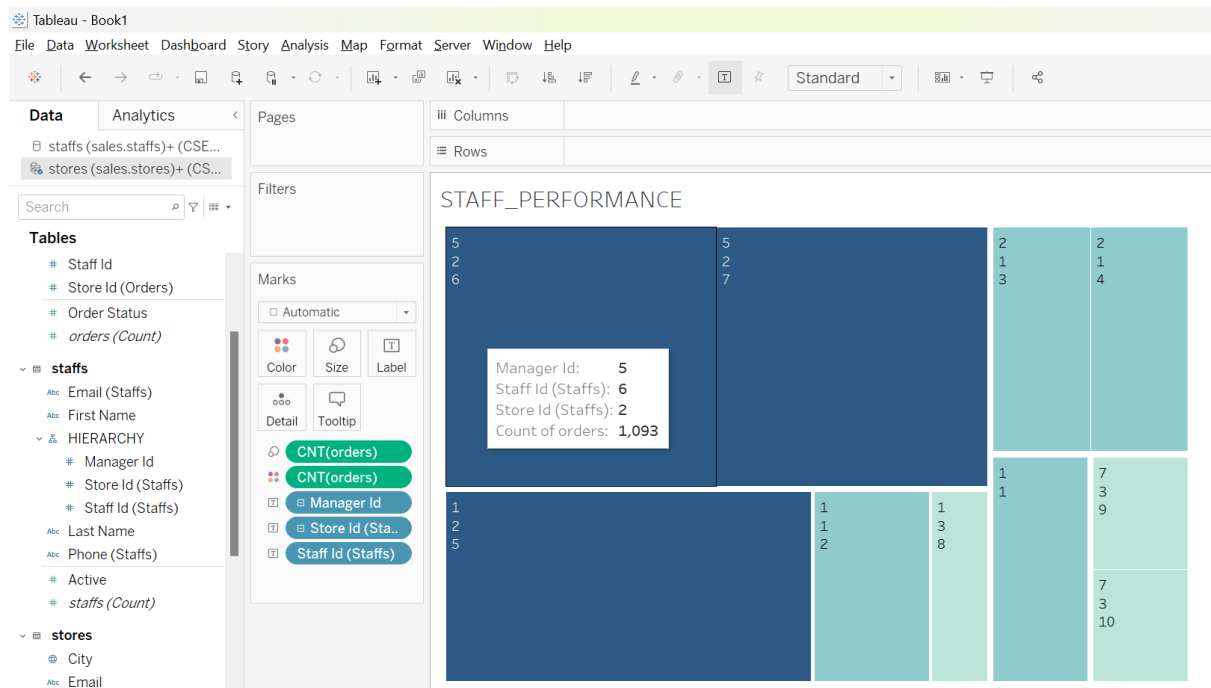 Tableau - Book1
File Data Worksheet Dashboard Story Analysis Map Format Server Window Help
Standard
Data Analytics
staffs (sales.staffs)+ (CSE...
stores (sales.stores)+ (CS...
Search
Tables
# Staff Id
# Store Id (Orders)
# Order Status
# orders (Count)
staffs
Abc Email (Staffs)
Abc First Name
HIERARCHY
# Manager Id
# Store Id (Staffs)
# Staff Id (Staffs)
Abc Last Name
Abc Phone (Staffs)
# Active
# staffs (Count)
stores
City
Abc Email
Pages
Filters
Marks
Automatic
Color Size Label
Detail Tooltip
CNT(orders)
CNT(orders)
Manager Id
Store Id (Sta..
Staff Id (Staffs)
Columns
Rows
STAFF_PERFORMANCE
5
2
6
5
2
7
2
1
3
2
1
4
Manager Id: 5
Staff Id (Staffs): 6
Store Id (Staffs): 2
Count of orders: 1,093
1
2
5
1
1
2
1
3
8
1
1
7
3
9
7
3
10